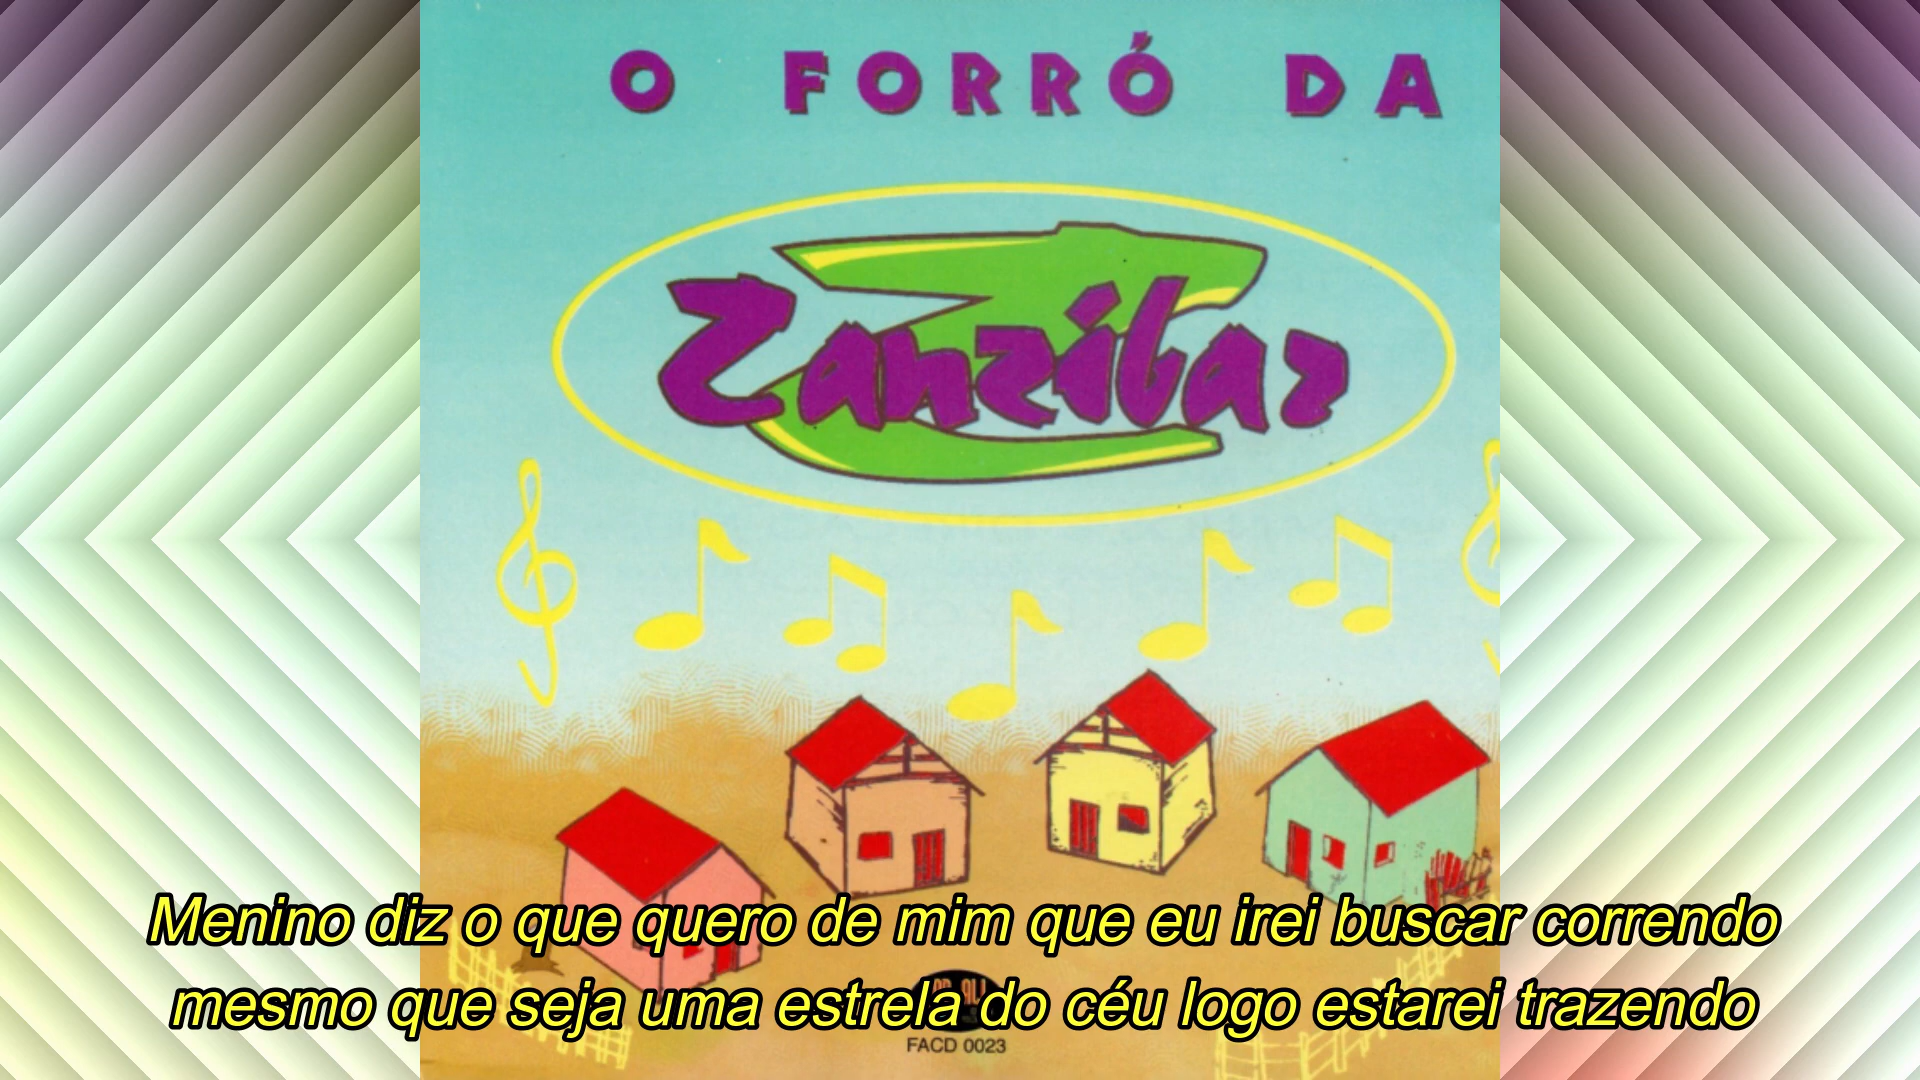 O FORRÓ DA
Zanzíbar
Menino diz o que quero de mim que eu irei buscar correndo
mesmo que seja uma estrela do céu logo estarei trazendo
FACD 0023